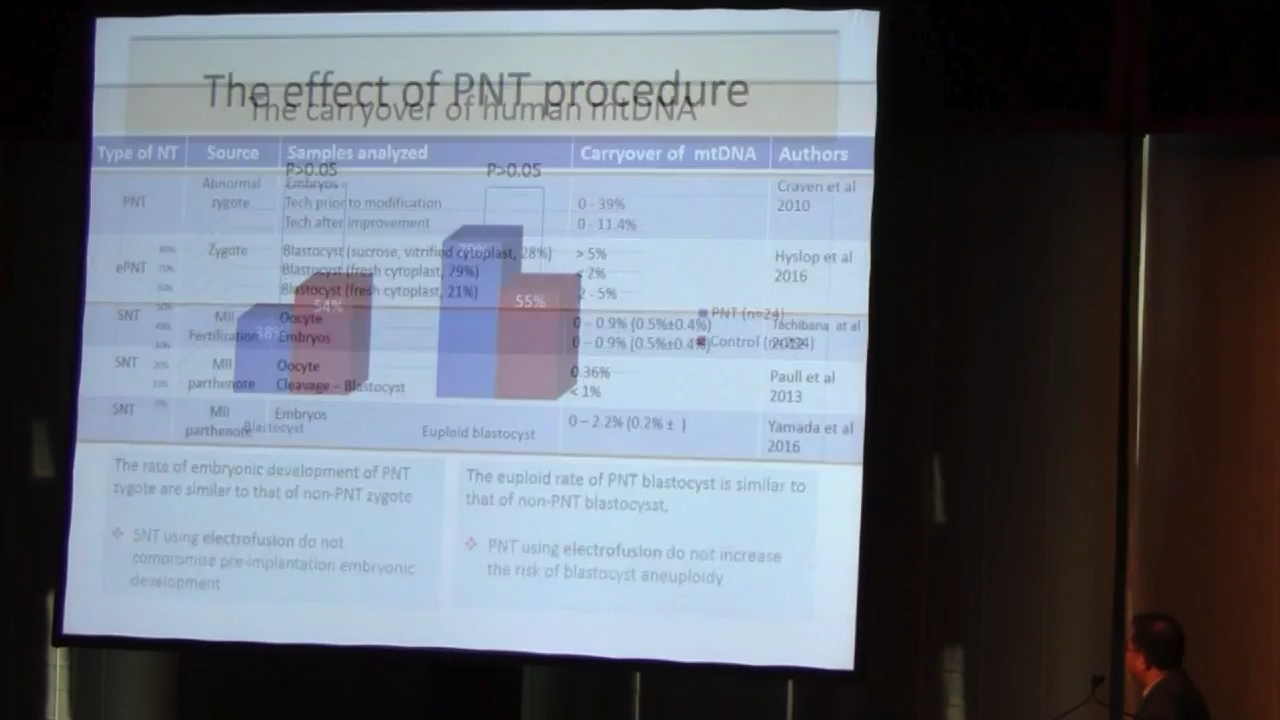 The effect of PNT procedure
The carryover of human mtDNA
Type of NT Source Samples analyzed Carryover of mtDNA Authors
P>0.05 P>0.05
PNT Abnormal zygote Embryos Craven et al 2010
Tech prior to modification 0 - 39%
Tech after improvement 0 - 11.4%
ePNT Zygote Blastocyst (sucrose, vitrified cytoplast, 28%) > 5% Hyslop et al 2016
Blastocyst (fresh cytoplast, 79%) < 2%
Blastocyst (fresh cytoplast, 21%) 2 - 5%
54% 55%
38%
PNT (n=24)
Control
SNT MII Oocyte 0 – 0.9% (0.5%±0.4%) Tachibana et al
Fertilization Embryos 0 – 0.9% (0.5%±0.4%)
SNT MII Oocyte 0.36% Paull et al
parthenote Cleavage – Blastocyst < 1% 2013
SNT MII Embryos 0 – 2.2% (0.2% ± ) Yamada et al
parthenote 2016
Blastocyst Euploid blastocyst
The rate of embryonic development of PNT
zygote are similar to that of non-PNT zygote
❖ SNT using electrofusion do not
compromise pre-implantation embryonic
development
The euploid rate of PNT blastocyst is similar to
that of non-PNT blastocysst,
❖ PNT using electrofusion do not increase
the risk of blastocyst aneuploidy